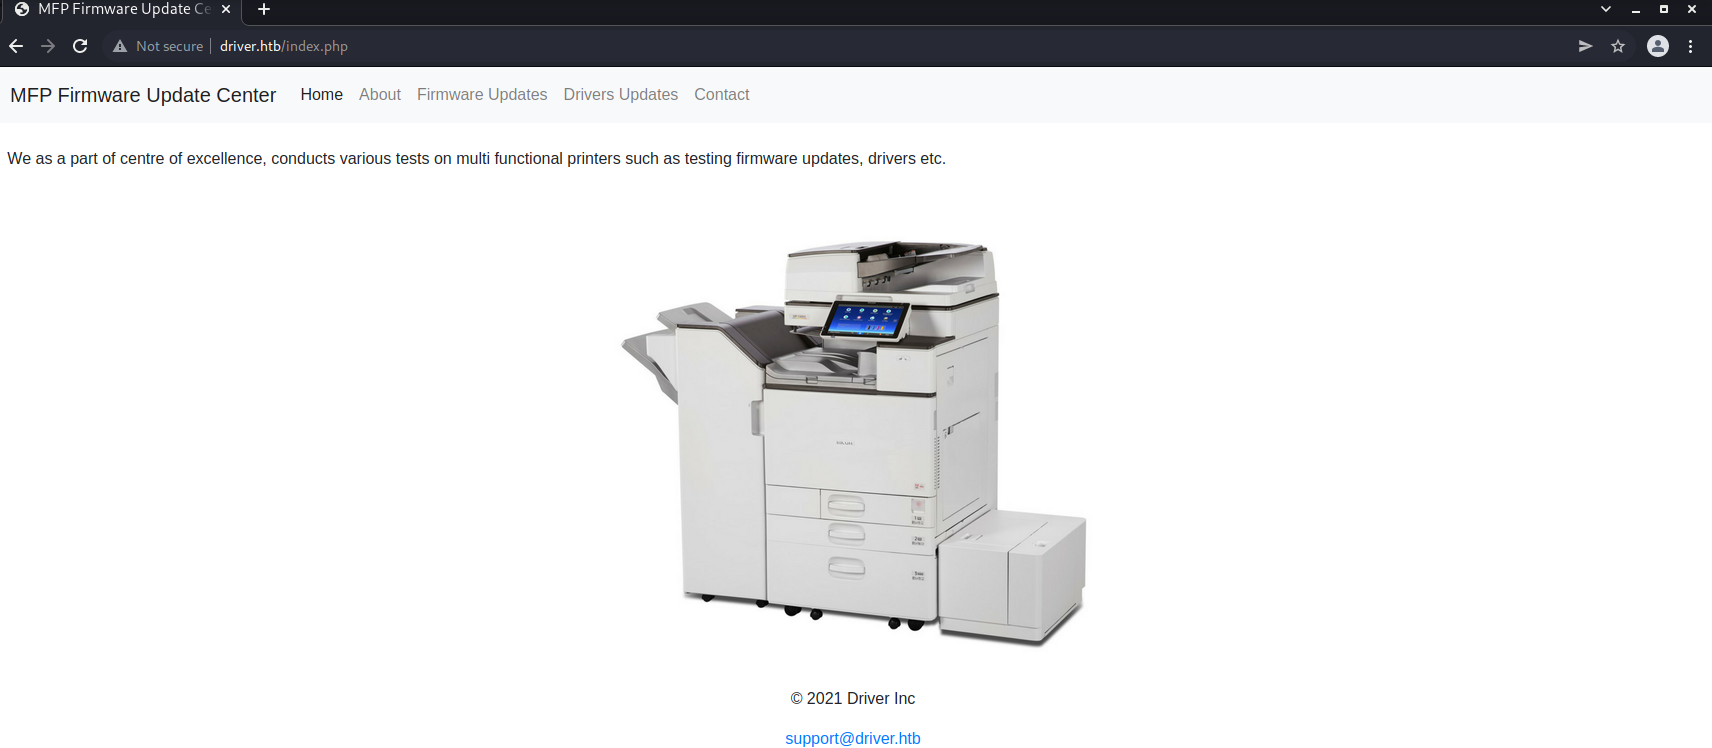 MFP Firmware Update Ce
Not secure driver.htb/index.php
MFP Firmware Update Center Home About Firmware Updates Drivers Updates Contact
We as a part of centre of excellence, conducts various tests on multi functional printers such as testing firmware updates, drivers etc.
© 2021 Driver Inc
support@driver.htb